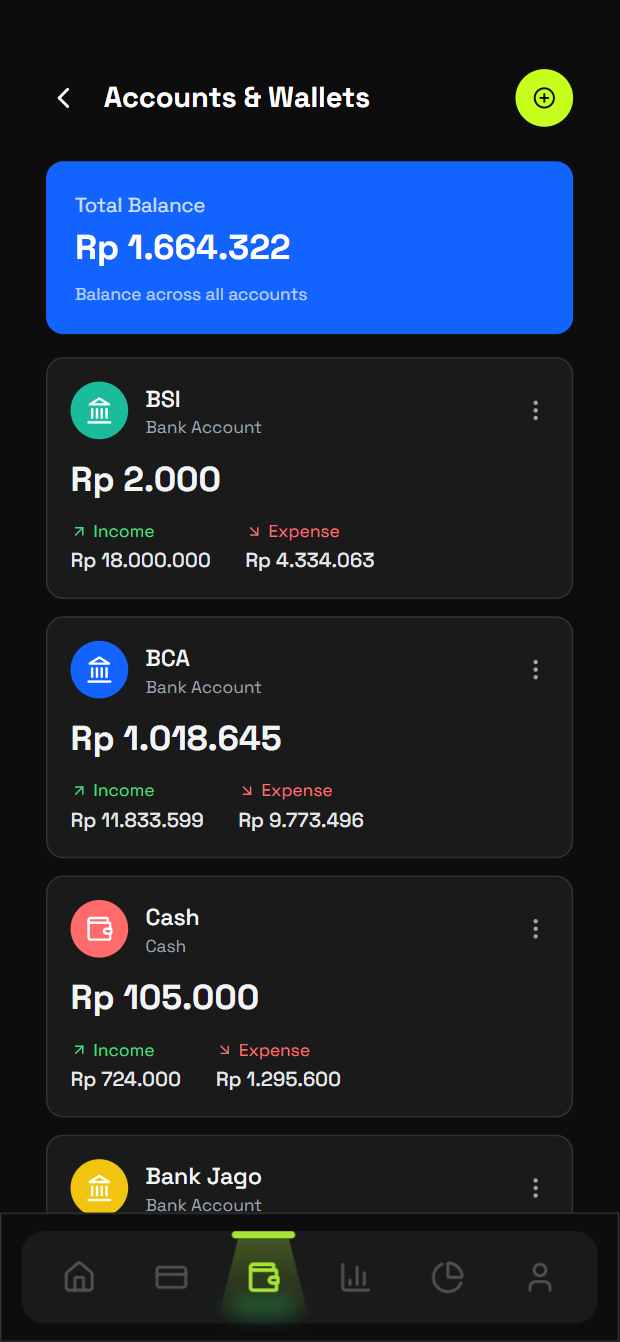 Accounts & Wallets
Total Balance
Rp 1.664.322
Balance across all accounts
BSI
Bank Account
Rp 2.000
Income Expense
Rp 18.000.000 Rp 4.334.063
BCA
Bank Account
Rp 1.018.645
Income Expense
Rp 11.833.599 Rp 9.773.496
Cash
Cash
Rp 105.000
Income Expense
Rp 724.000 Rp 1.295.600
Bank Jago
Bank Account